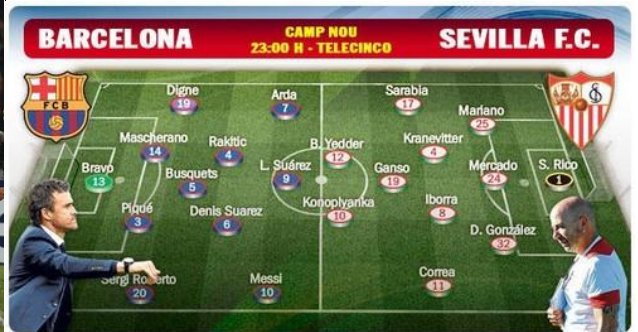 BARCELONA
CAMP NOU
23:00 H - TELECINCO
SEVILLA F.C.
FCB
Digne
19
Arda
7
Sarabia
17
Mariano
25
Mascherano
14
Rakitic
4
B. Yedder
12
Kranevitter
4
Bravo
13
Busquets
5
L. Suárez
9
Ganso
19
Mercado
24
S. Rico
1
Piqué
3
Denis Suarez
6
Konoplyanka
10
Iborra
8
D. González
32
Sergi Roberto
20
Messi
10
Correa
11